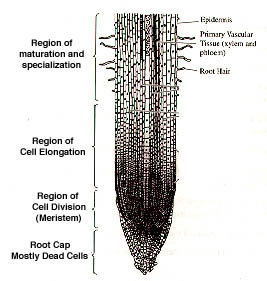 Epidermis
Primary Vascular
Tissue (xylem and
phloem)
Root Hair
Region of
maturation and
specialization
Region of
Cell Elongation
Region of
Cell Division
(Meristem)
Root Cap
Mostly Dead Cells